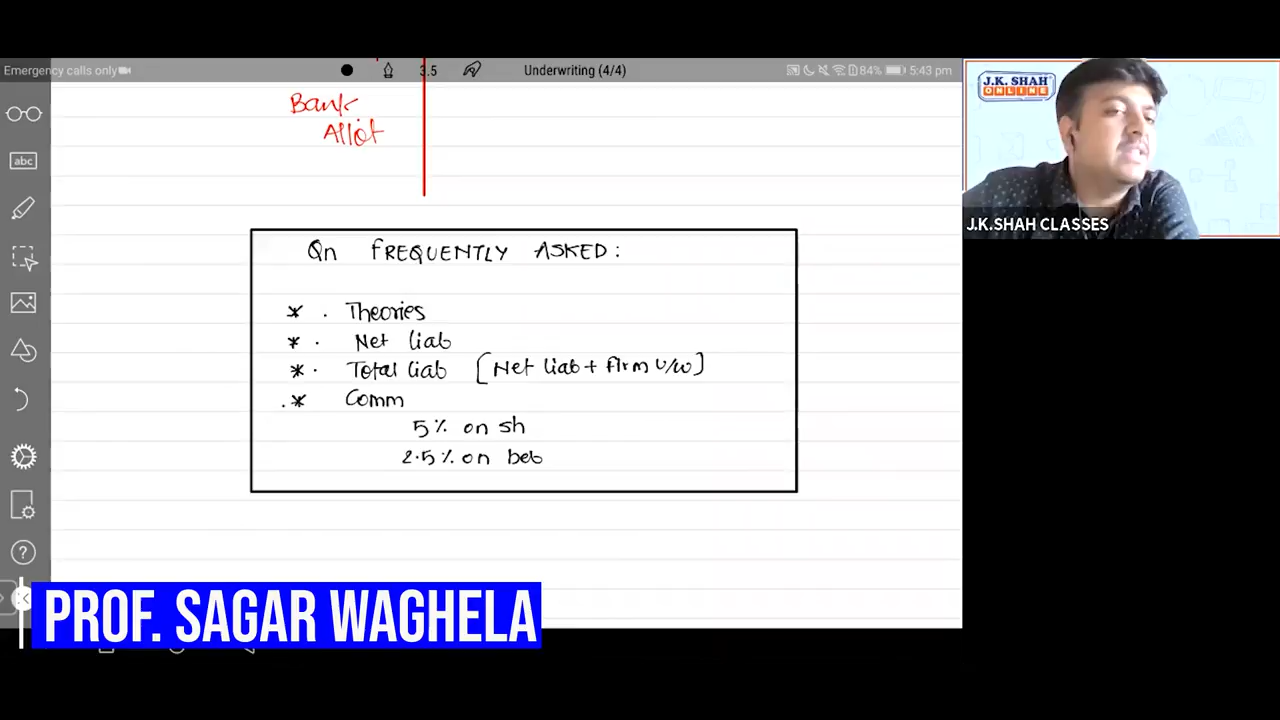 Emergency calls only
3.5
Underwriting (4/4)
84%
5:43 pm
J.K. SHAH
ONLINE
Bank
Allot
abc
J.K.SHAH CLASSES
Qn FREQUENTLY ASKED:
* . Theories
* . Net liab
* . Total liab [Net liab + Firm U/W]
. * Comm
5% on sh
2.5% on Deb
?
PROF. SAGAR WAGHELA